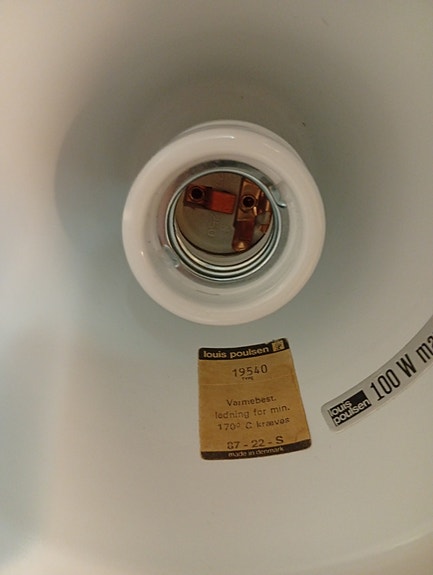 louis poulsen
19540
TYPE
Varmebest.
ledning for min.
170° C kræves
87-22-S
made in denmark
louis
poulsen
100 W